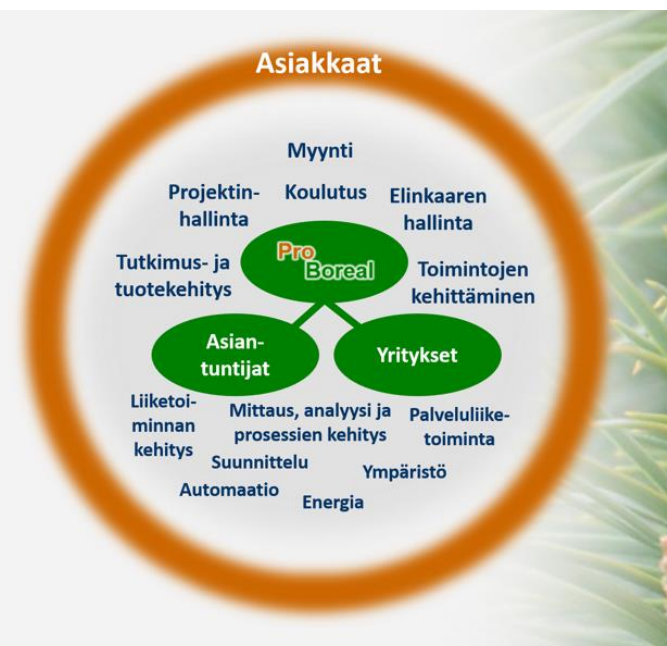 Asiakkaat
Myynti
Projektin-
hallinta
Koulutus
Elinkaaren
hallinta
Pro
Boreal
Tutkimus- ja
tuotekehitys
Toimintojen
kehittäminen
Asian-
tuntijat
Yritykset
Liiketoi-
minnan
kehitys
Mittaus, analyysi ja
prosessien kehitys
Palveluliike-
toiminta
Suunnittelu
Ympäristö
Automaatio
Energia